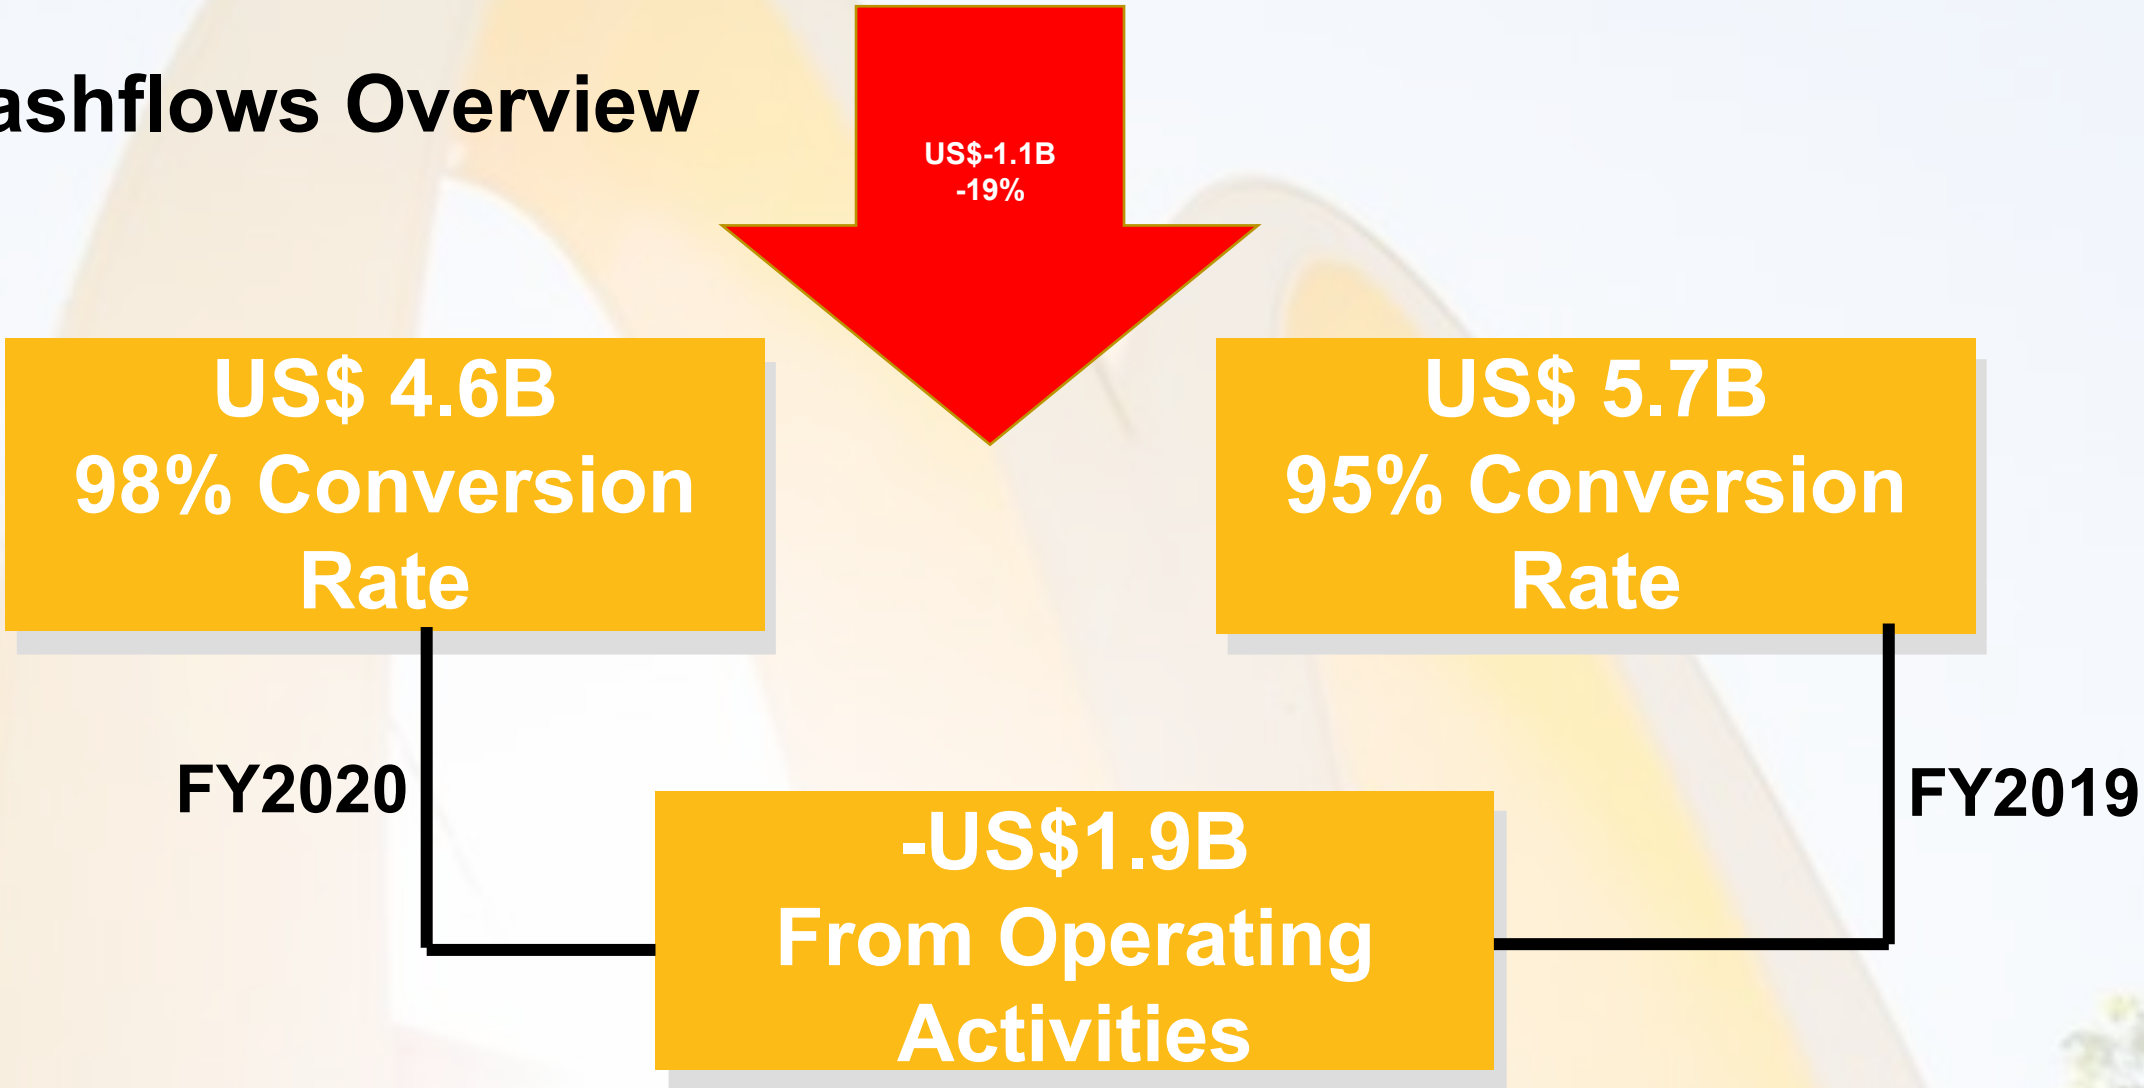 ashflows Overview
US$-1.1B
-19%
US$ 4.6B
98% Conversion
Rate
US$ 5.7B
95% Conversion
Rate
FY2020
FY2019
-US$1.9B
From Operating
Activities